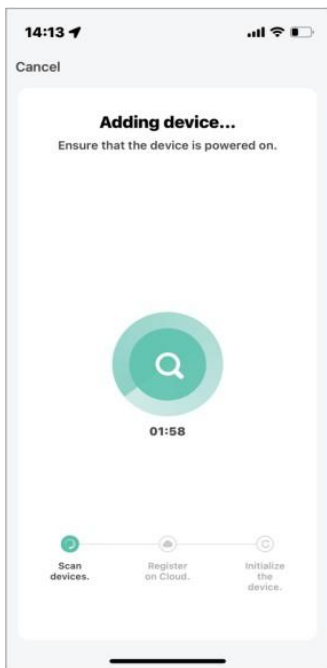 14:13
Cancel
Adding device...
Ensure that the device is powered on.
01:58
Scan
devices.
Register
on Cloud.
Initialize
the
device.